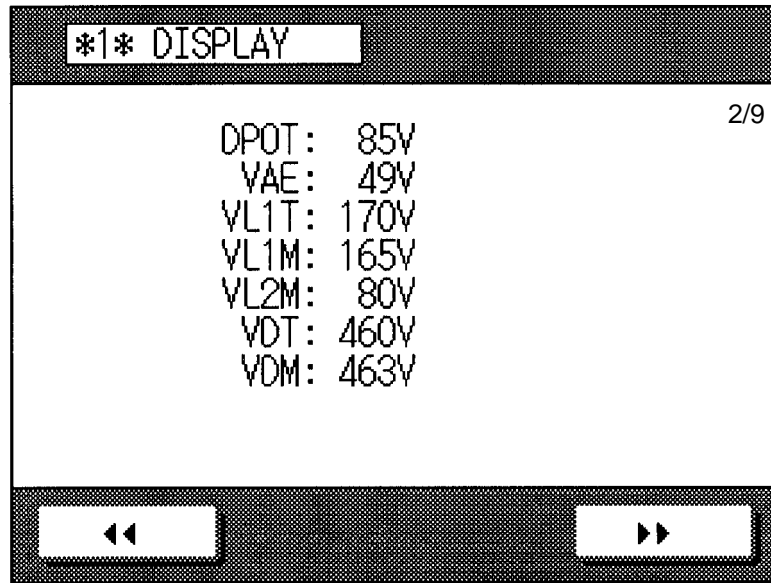 *1* DISPLAY
2/9
DPOT: 85V
VAE: 49V
VL1T: 170V
VL1M: 165V
VL2M: 80V
VDT: 460V
VDM: 463V